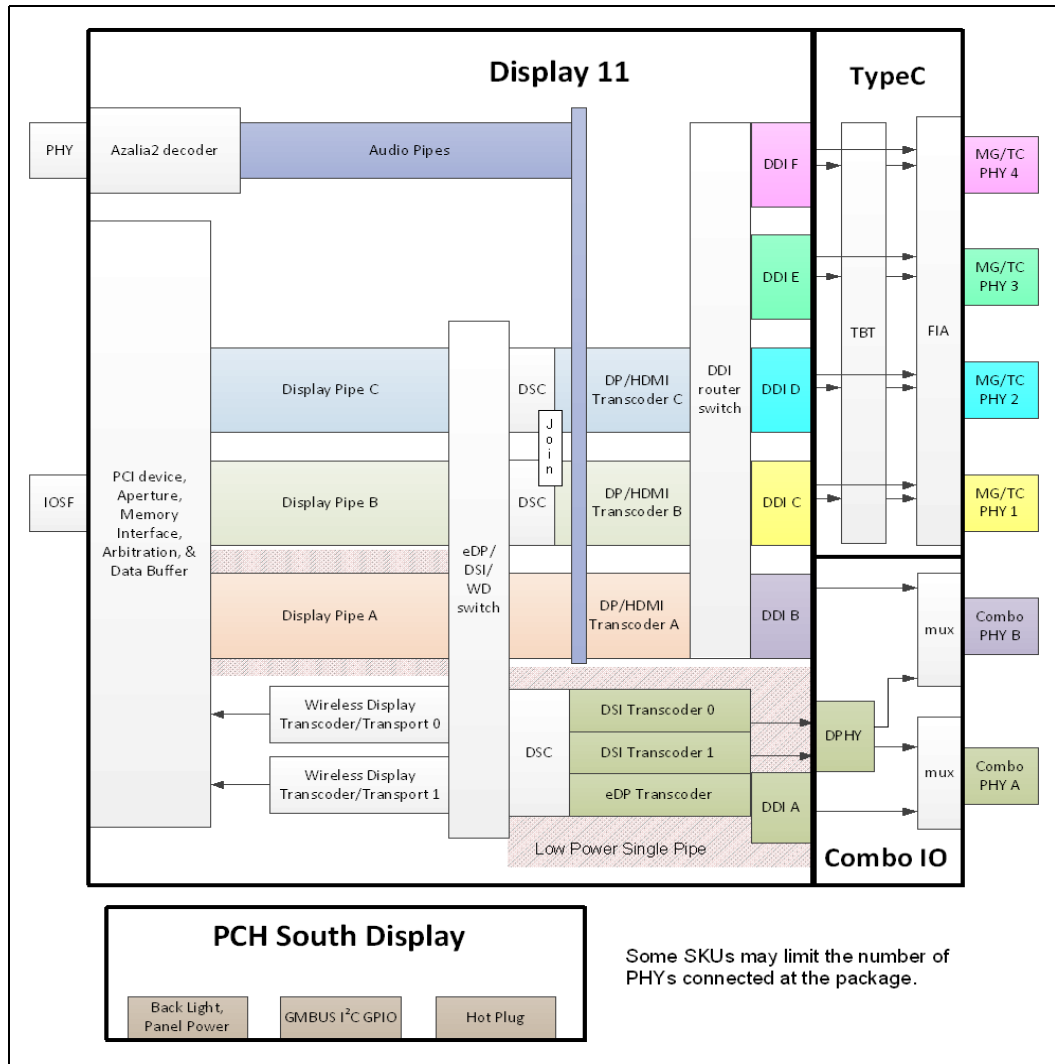 Display 11
TypeC
PHY
Azalia2 decoder
Audio Pipes
DDI F
MG/TC
PHY 4
DDI E
MG/TC
PHY 3
TBT
FIA
Display Pipe C
DSC
DP/HDMI
Transcoder C
DDI
router
switch
DDI D
MG/TC
PHY 2
J
o
i
n
IOSF
PCI device,
Aperture,
Memory
Interface,
Arbitration, &
Data Buffer
Display Pipe B
DSC
DP/HDMI
Transcoder B
DDI C
MG/TC
PHY 1
eDP/
DSI/
WD
switch
Display Pipe A
DP/HDMI
Transcoder A
DDI B
mux
Combo
PHY B
Wireless Display
Transcoder/Transport 0
DSC
DSI Transcoder 0
DSI Transcoder 1
eDP Transcoder
DPHY
Wireless Display
Transcoder/Transport 1
DDI A
mux
Combo
PHY A
Low Power Single Pipe
Combo IO
PCH South Display
Back Light,
Panel Power
GMBUS I²C GPIO
Hot Plug
Some SKUs may limit the number of
PHYs connected at the package.